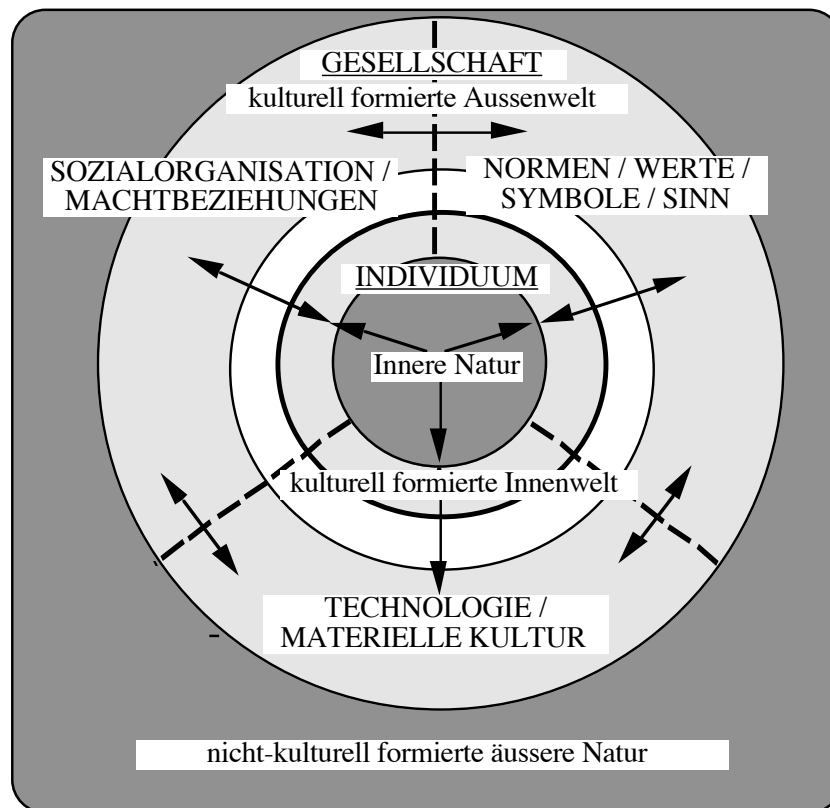 GESELLSCHAFT
kulturell formierte Aussenwelt
SOZIALORGANISATION /
MACHTBEZIEHUNGEN
NORMEN / WERTE /
SYMBOLE / SINN
INDIVIDUUM
Innere Natur
kulturell formierte Innenwelt
TECHNOLOGIE /
MATERIELLE KULTUR
nicht-kulturell formierte äussere Natur